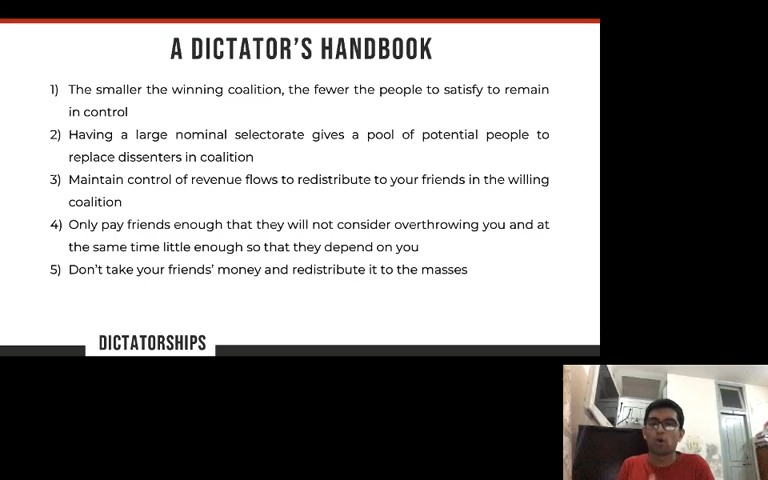 A DICTATOR'S HANDBOOK
1) The smaller the winning coalition, the fewer the people to satisfy to remain
in control
2) Having a large nominal selectorate gives a pool of potential people to
replace dissenters in coalition
3) Maintain control of revenue flows to redistribute to your friends in the willing
coalition
4) Only pay friends enough that they will not consider overthrowing you and at
the same time little enough so that they depend on you
5) Don't take your friends' money and redistribute it to the masses
DICTATORSHIPS